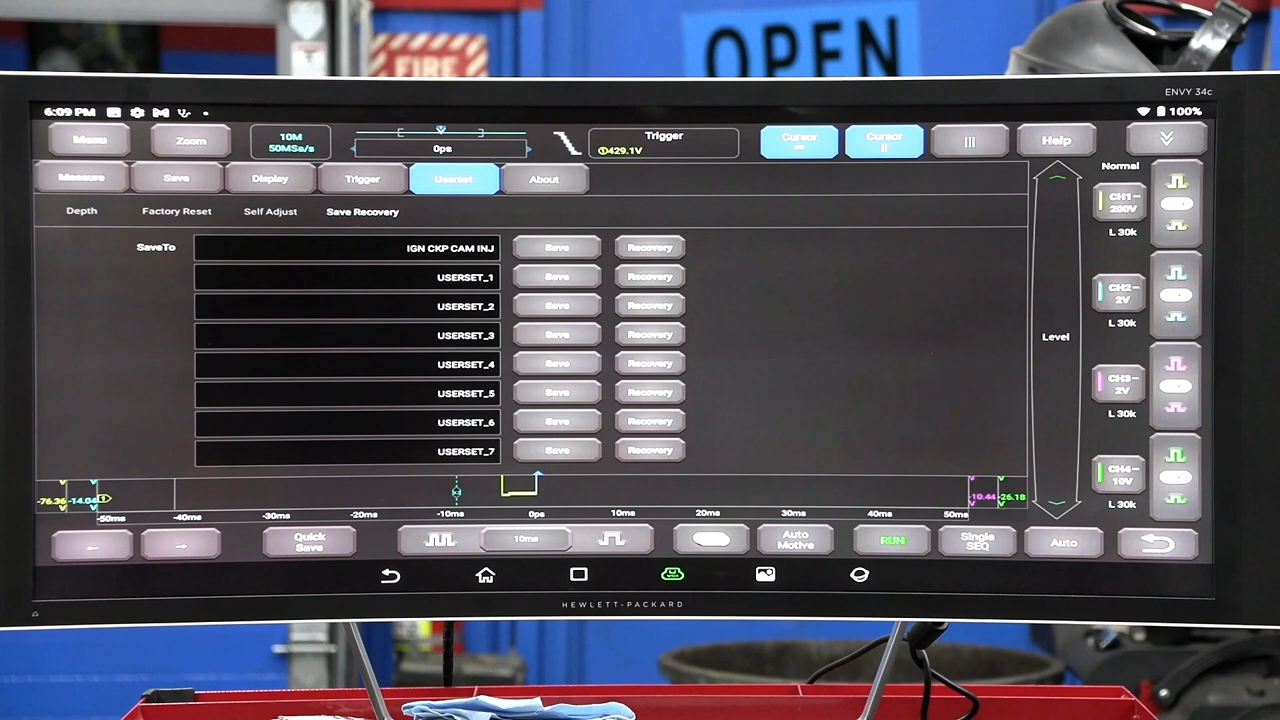 OPEN
FIRE
ENVY 34c
6:09 PM
100%
Menu
Zoom
10M
50MSa/s
0ps
Trigger
①429.1V
Cursor
Cursor
Help
Measure
Save
Display
Trigger
Userset
About
Normal
Depth
Factory Reset
Self Adjust
Save Recovery
CH1
200V
L 30k
SaveTo
IGN CKP CAM INJ
Save
Recovery
USERSET_1
Save
Recovery
USERSET_2
Save
Recovery
USERSET_3
Save
Recovery
USERSET_4
Save
Recovery
USERSET_5
Save
Recovery
USERSET_6
Save
Recovery
USERSET_7
Save
Recovery
Level
CH2
2V
L 30k
CH3
2V
L 30k
CH4
10V
L 30k
-76.36
-14.04
1
-10.44
-26.18
-50ms
-40ms
-30ms
-20ms
-10ms
0ps
10ms
20ms
30ms
40ms
50ms
Quick
Save
10ms
Auto
Motive
RUN
Single
SEQ
Auto
HEWLETT-PACKARD